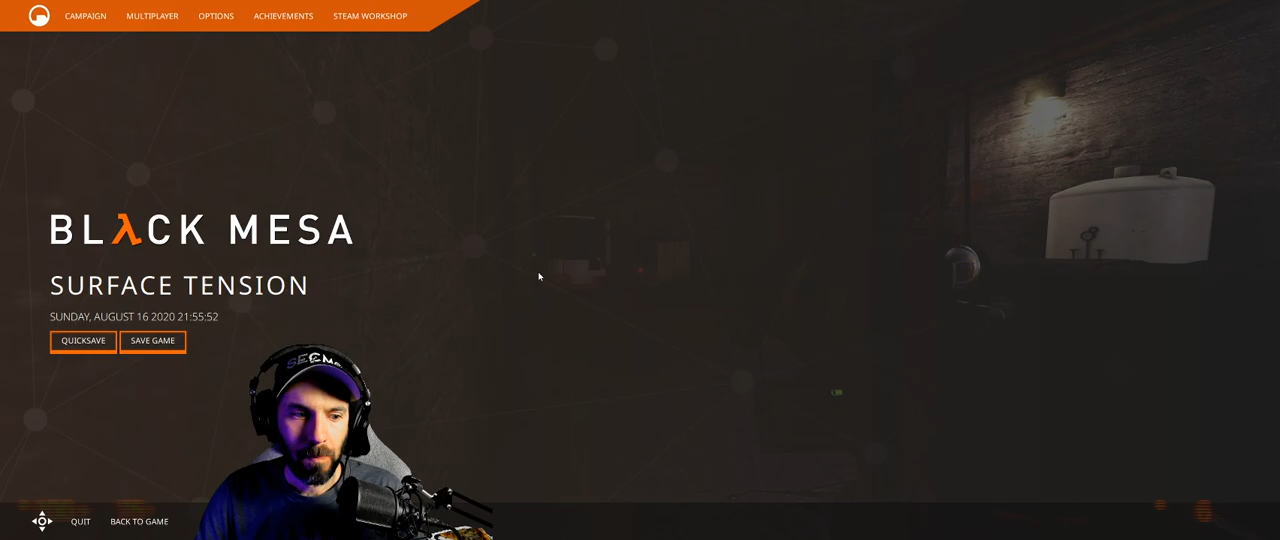 CAMPAIGN MULTIPLAYER OPTIONS ACHIEVEMENTS STEAM WORKSHOP
BLλCK MESA
SURFACE TENSION
SUNDAY, AUGUST 16 2020 21:55:52
QUICKSAVE SAVE GAME
QUIT BACK TO GAME